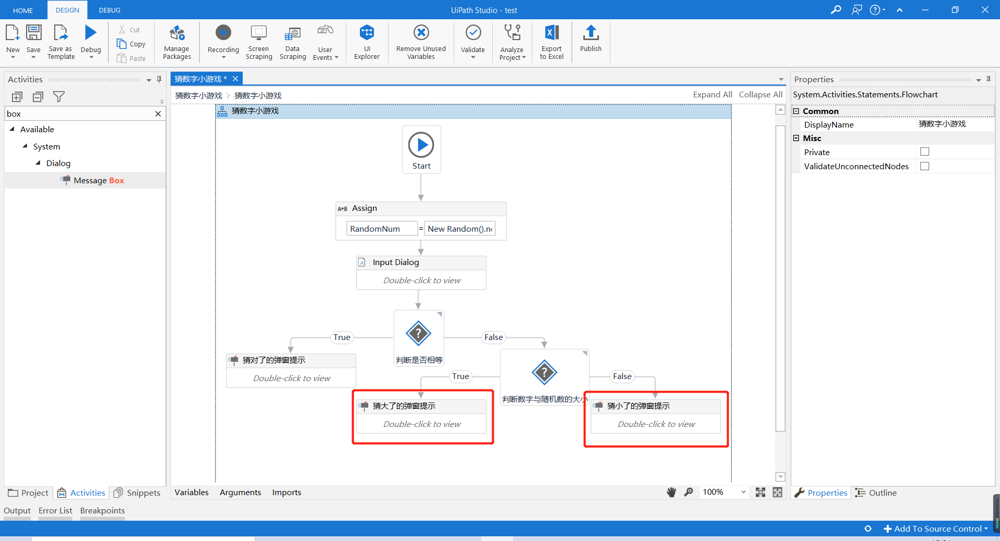 HOME DESIGN DEBUG UiPath Studio - test
New Save Save as Template Debug Cut Copy Paste Manage Packages Recording Screen Scraping Data Scraping User Events UI Explorer Remove Unused Variables Validate Analyze Project Export to Excel Publish
Activities
box
Available
System
Dialog
Message Box
猜数字小游戏 *
猜数字小游戏 猜数字小游戏 Expand All Collapse All
猜数字小游戏
Start
Assign
RandomNum = New Random().ne
Input Dialog
Double-click to view
True False
判断是否相等
猜对了的弹窗提示
Double-click to view
True False
判断数字与随机数的大小
猜大了的弹窗提示
Double-click to view
猜小了的弹窗提示
Double-click to view
Properties
System.Activities.Statements.Flowchart
Common
DisplayName 猜数字小游戏
Misc
Private
ValidateUnconnectedNodes
Project Activities Snippets
Variables Arguments Imports 100%
Properties Outline
Output Error List Breakpoints
Add To Source Control